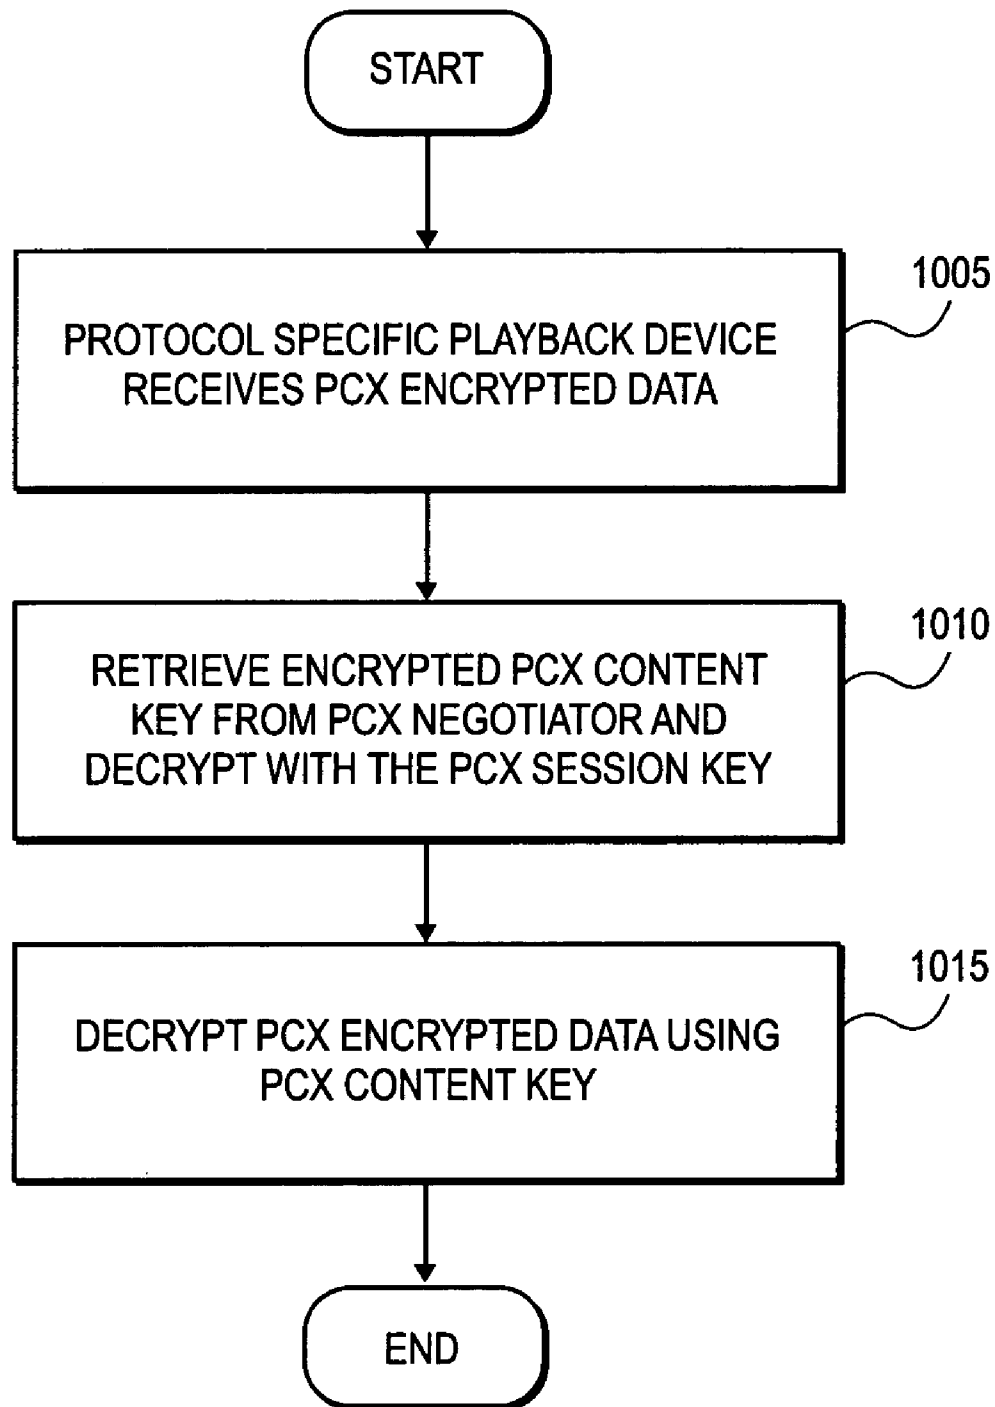 START
1005
PROTOCOL SPECIFIC PLAYBACK DEVICE
RECEIVES PCX ENCRYPTED DATA
1010
RETRIEVE ENCRYPTED PCX CONTENT
KEY FROM PCX NEGOTIATOR AND
DECRYPT WITH THE PCX SESSION KEY
1015
DECRYPT PCX ENCRYPTED DATA USING
PCX CONTENT KEY
END